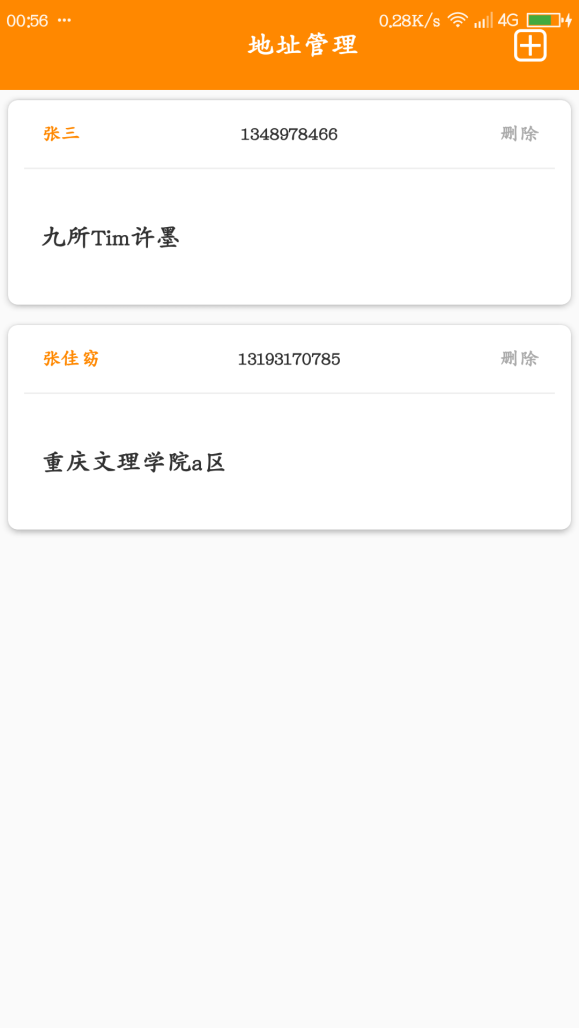 00:56 ··· 0.28K/s 4G
地址管理
张三 1348978466 删除
九所Tim许墨
张佳窈 13193170785 删除
重庆文理学院a区